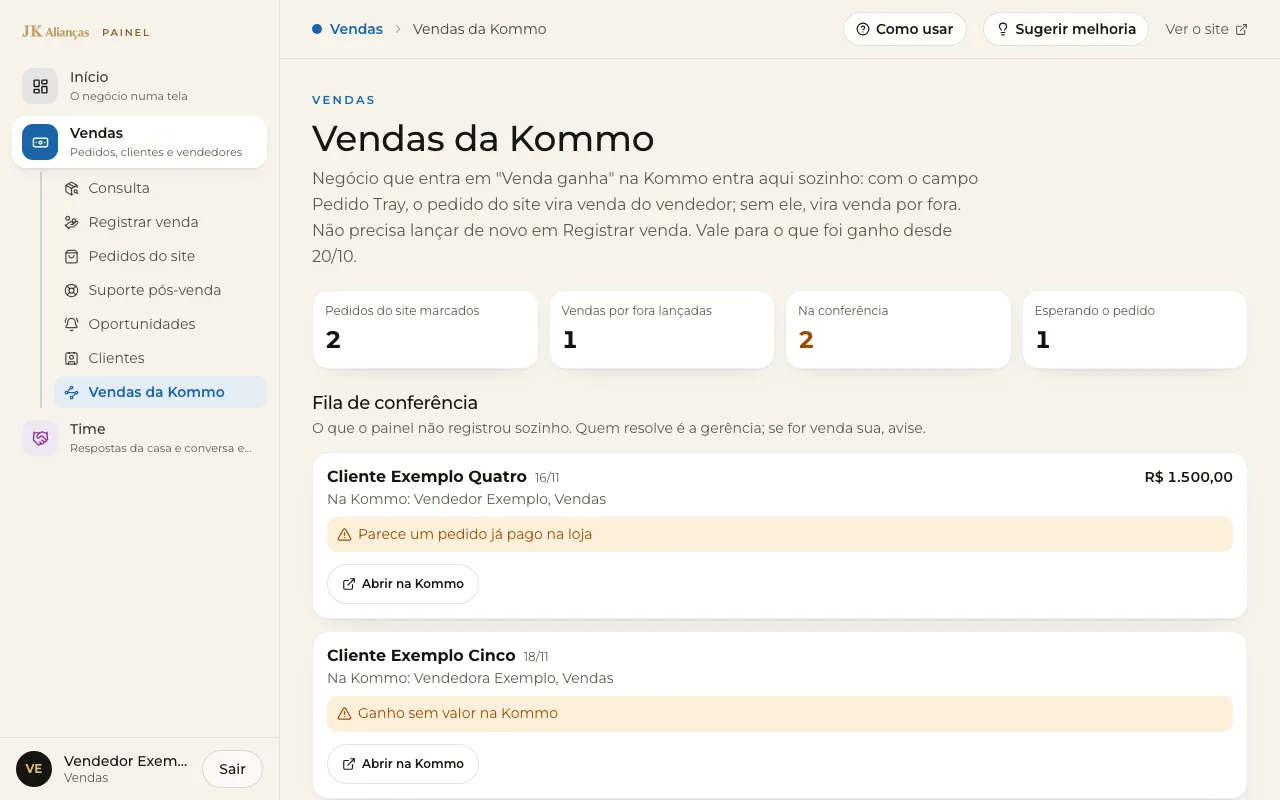 JK Alianças PAINEL
Início
O negócio numa tela
Vendas
Pedidos, clientes e vendedores
Consulta
Registrar venda
Pedidos do site
Suporte pós-venda
Oportunidades
Clientes
Vendas da Kommo
Time
Respostas da casa e conversa e...
VE
Vendedor Exem...
Vendas
Sair
Vendas > Vendas da Kommo
Como usar
Sugerir melhoria
Ver o site
VENDAS
Vendas da Kommo
Negócio que entra em "Venda ganha" na Kommo entra aqui sozinho: com o campo
Pedido Tray, o pedido do site vira venda do vendedor; sem ele, vira venda por fora.
Não precisa lançar de novo em Registrar venda. Vale para o que foi ganho desde
20/10.
Pedidos do site marcados
2
Vendas por fora lançadas
1
Na conferência
2
Esperando o pedido
1
Fila de conferência
O que o painel não registrou sozinho. Quem resolve é a gerência; se for venda sua, avise.
Cliente Exemplo Quatro 16/11
R$ 1.500,00
Na Kommo: Vendedor Exemplo, Vendas
Parece um pedido já pago na loja
Abrir na Kommo
Cliente Exemplo Cinco 18/11
Na Kommo: Vendedora Exemplo, Vendas
Ganho sem valor na Kommo
Abrir na Kommo